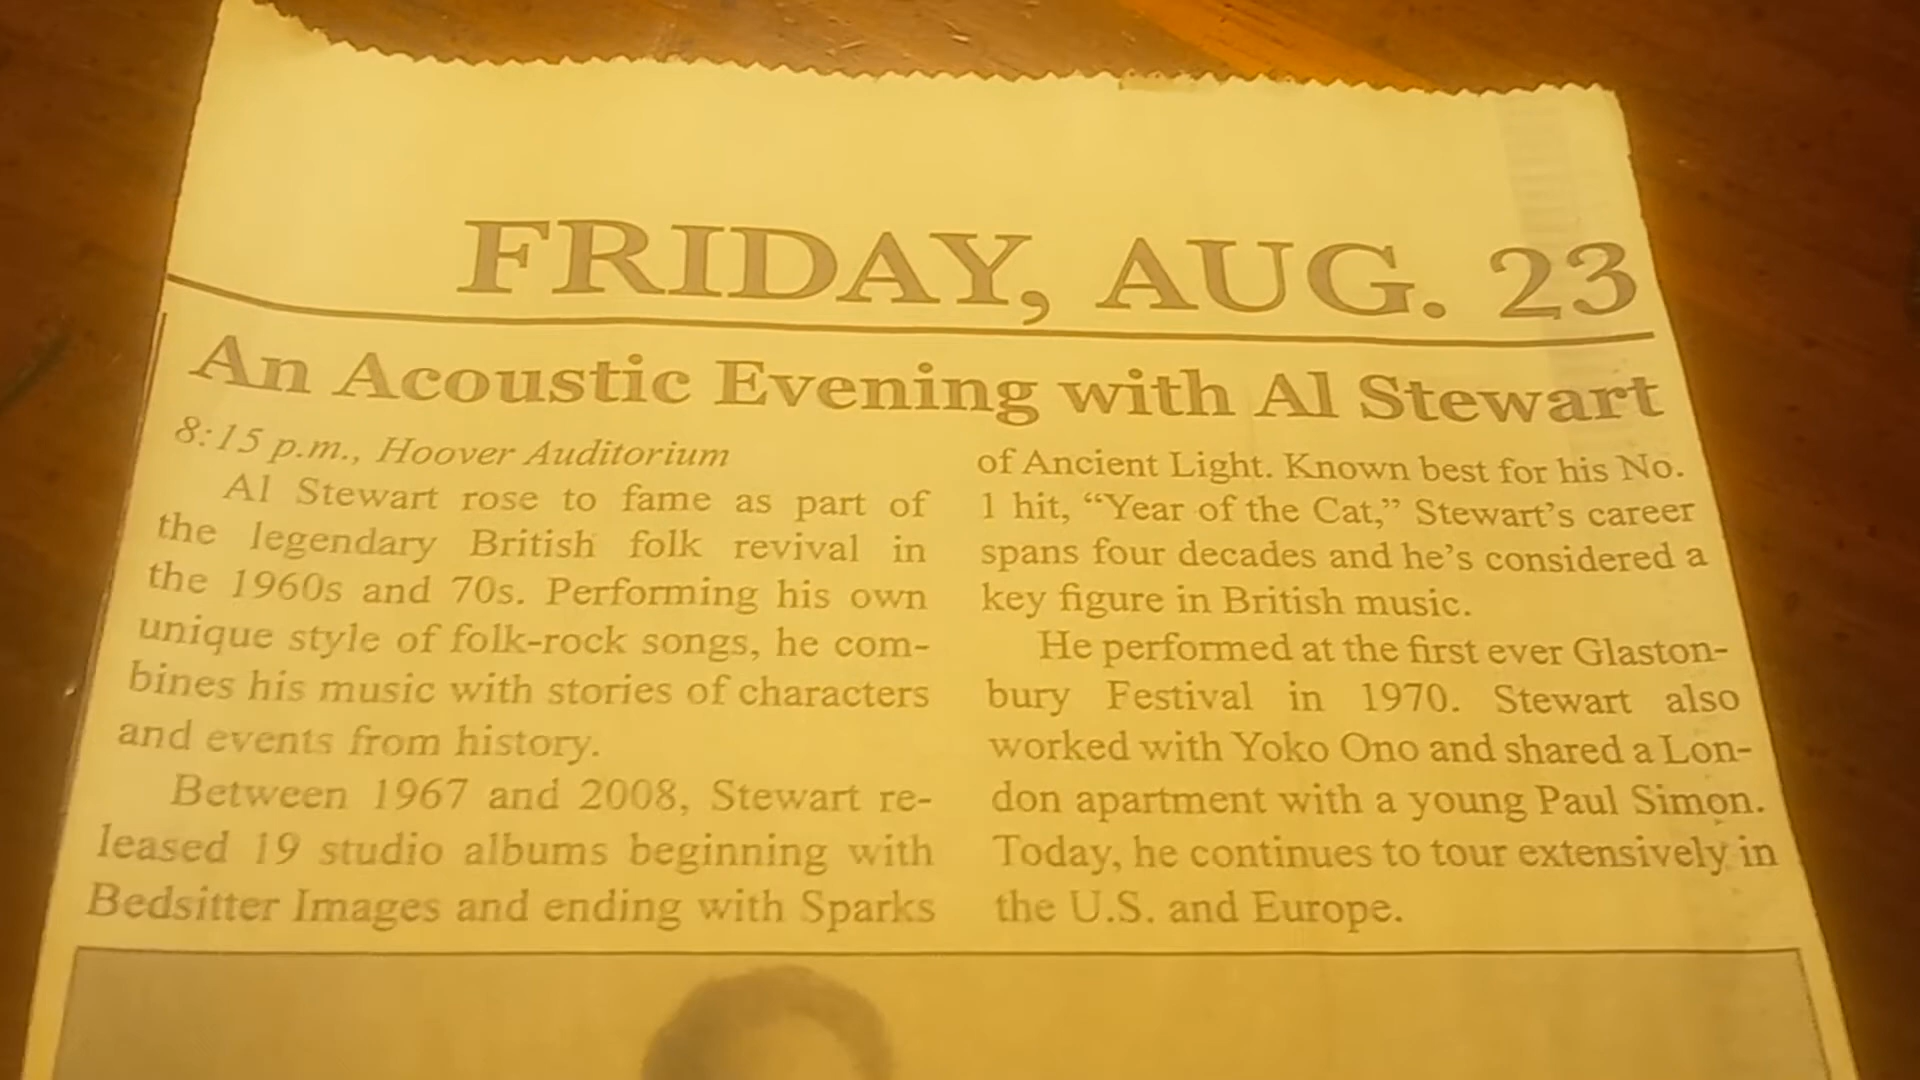 FRIDAY, AUG. 23
An Acoustic Evening with Al Stewart
8:15 p.m., Hoover Auditorium
Al Stewart rose to fame as part of
the legendary British folk revival in
the 1960s and 70s. Performing his own
unique style of folk-rock songs, he com-
bines his music with stories of characters
and events from history.
Between 1967 and 2008, Stewart re-
leased 19 studio albums beginning with
Bedsitter Images and ending with Sparks
of Ancient Light. Known best for his No.
1 hit, “Year of the Cat,” Stewart’s career
spans four decades and he’s considered a
key figure in British music.
He performed at the first ever Glaston-
bury Festival in 1970. Stewart also
worked with Yoko Ono and shared a Lon-
don apartment with a young Paul Simon.
Today, he continues to tour extensively in
the U.S. and Europe.